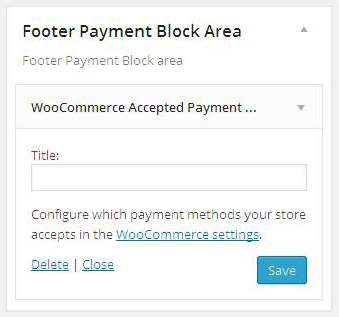 Footer Payment Block Area
Footer Payment Block area
WooCommerce Accepted Payment ...
Title:
Configure which payment methods your store
accepts in the WooCommerce settings.
Delete | Close
Save